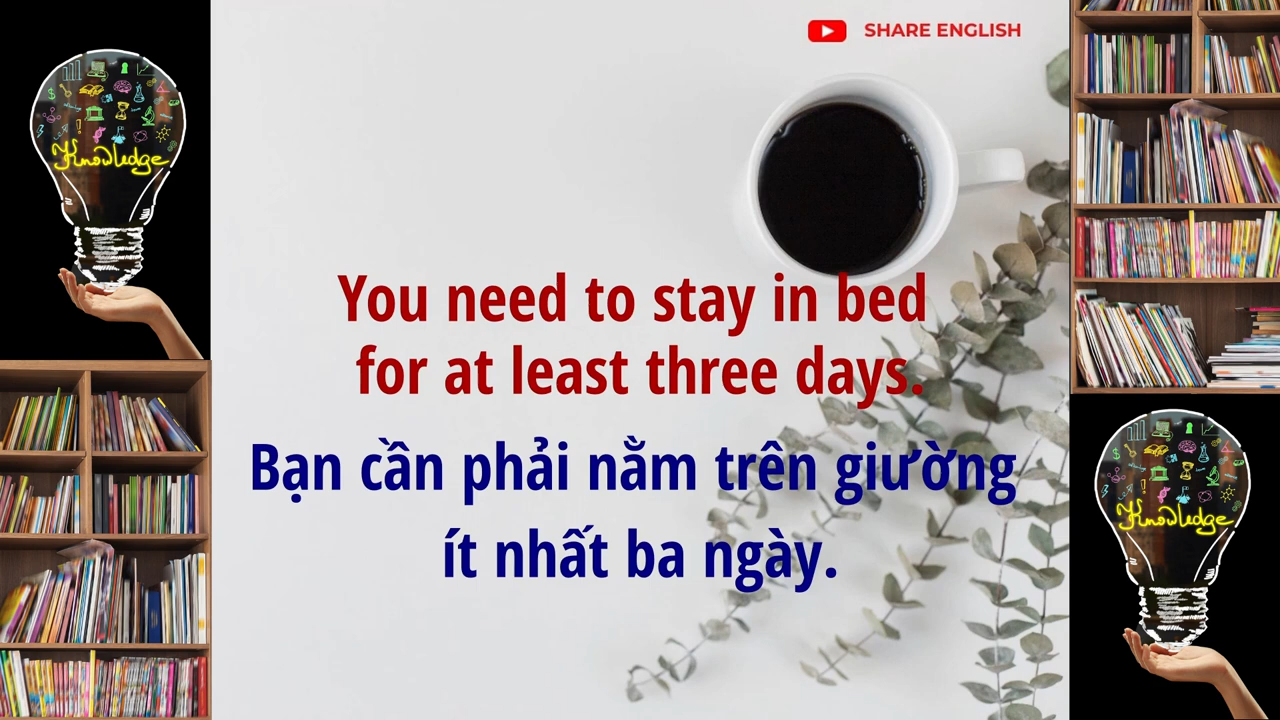 SHARE ENGLISH
Knowledge
You need to stay in bed
for at least three days.
Bạn cần phải nằm trên giường
ít nhất ba ngày.
Knowledge